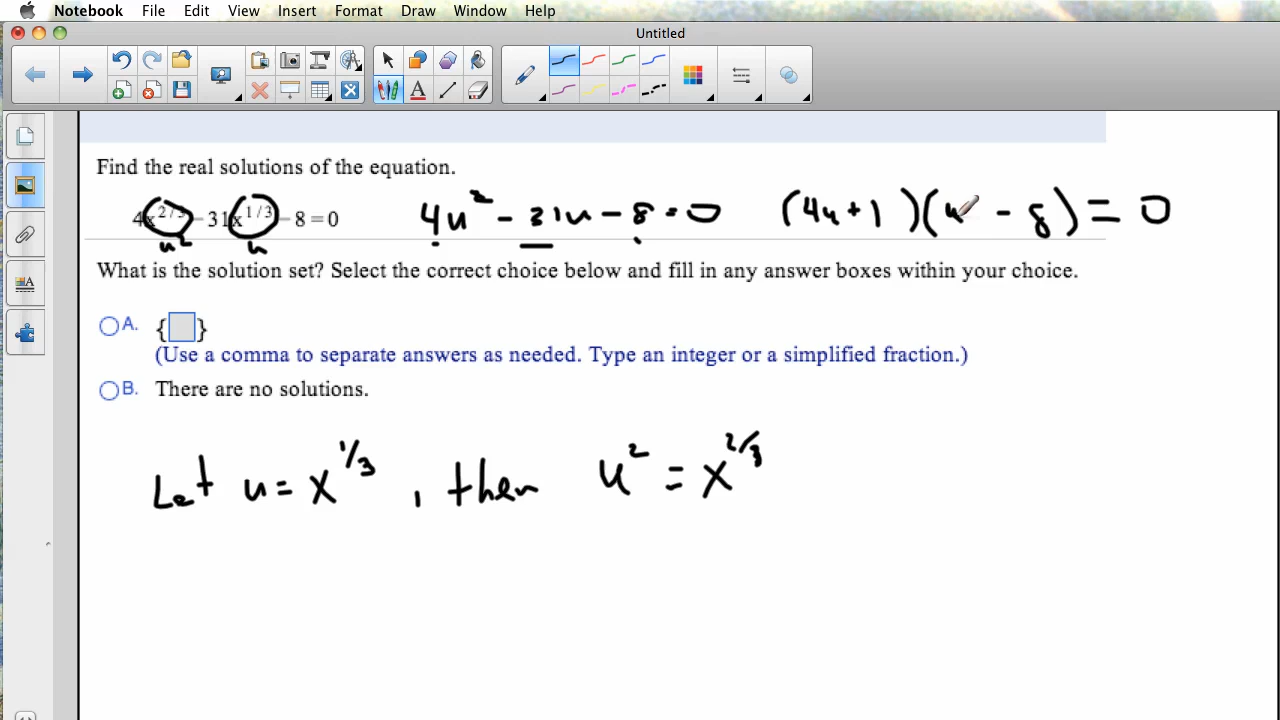 Notebook File Edit View Insert Format Draw Window Help
Untitled
Find the real solutions of the equation.
4x^{2/3} − 31x^{1/3} − 8 = 0 4u² − 31u − 8 = 0 (4u + 1)(u − 8) = 0
u² u
What is the solution set? Select the correct choice below and fill in any answer boxes within your choice.
A. { }
(Use a comma to separate answers as needed. Type an integer or a simplified fraction.)
B. There are no solutions.
Let u = x^{1/3}, then u² = x^{2/3}